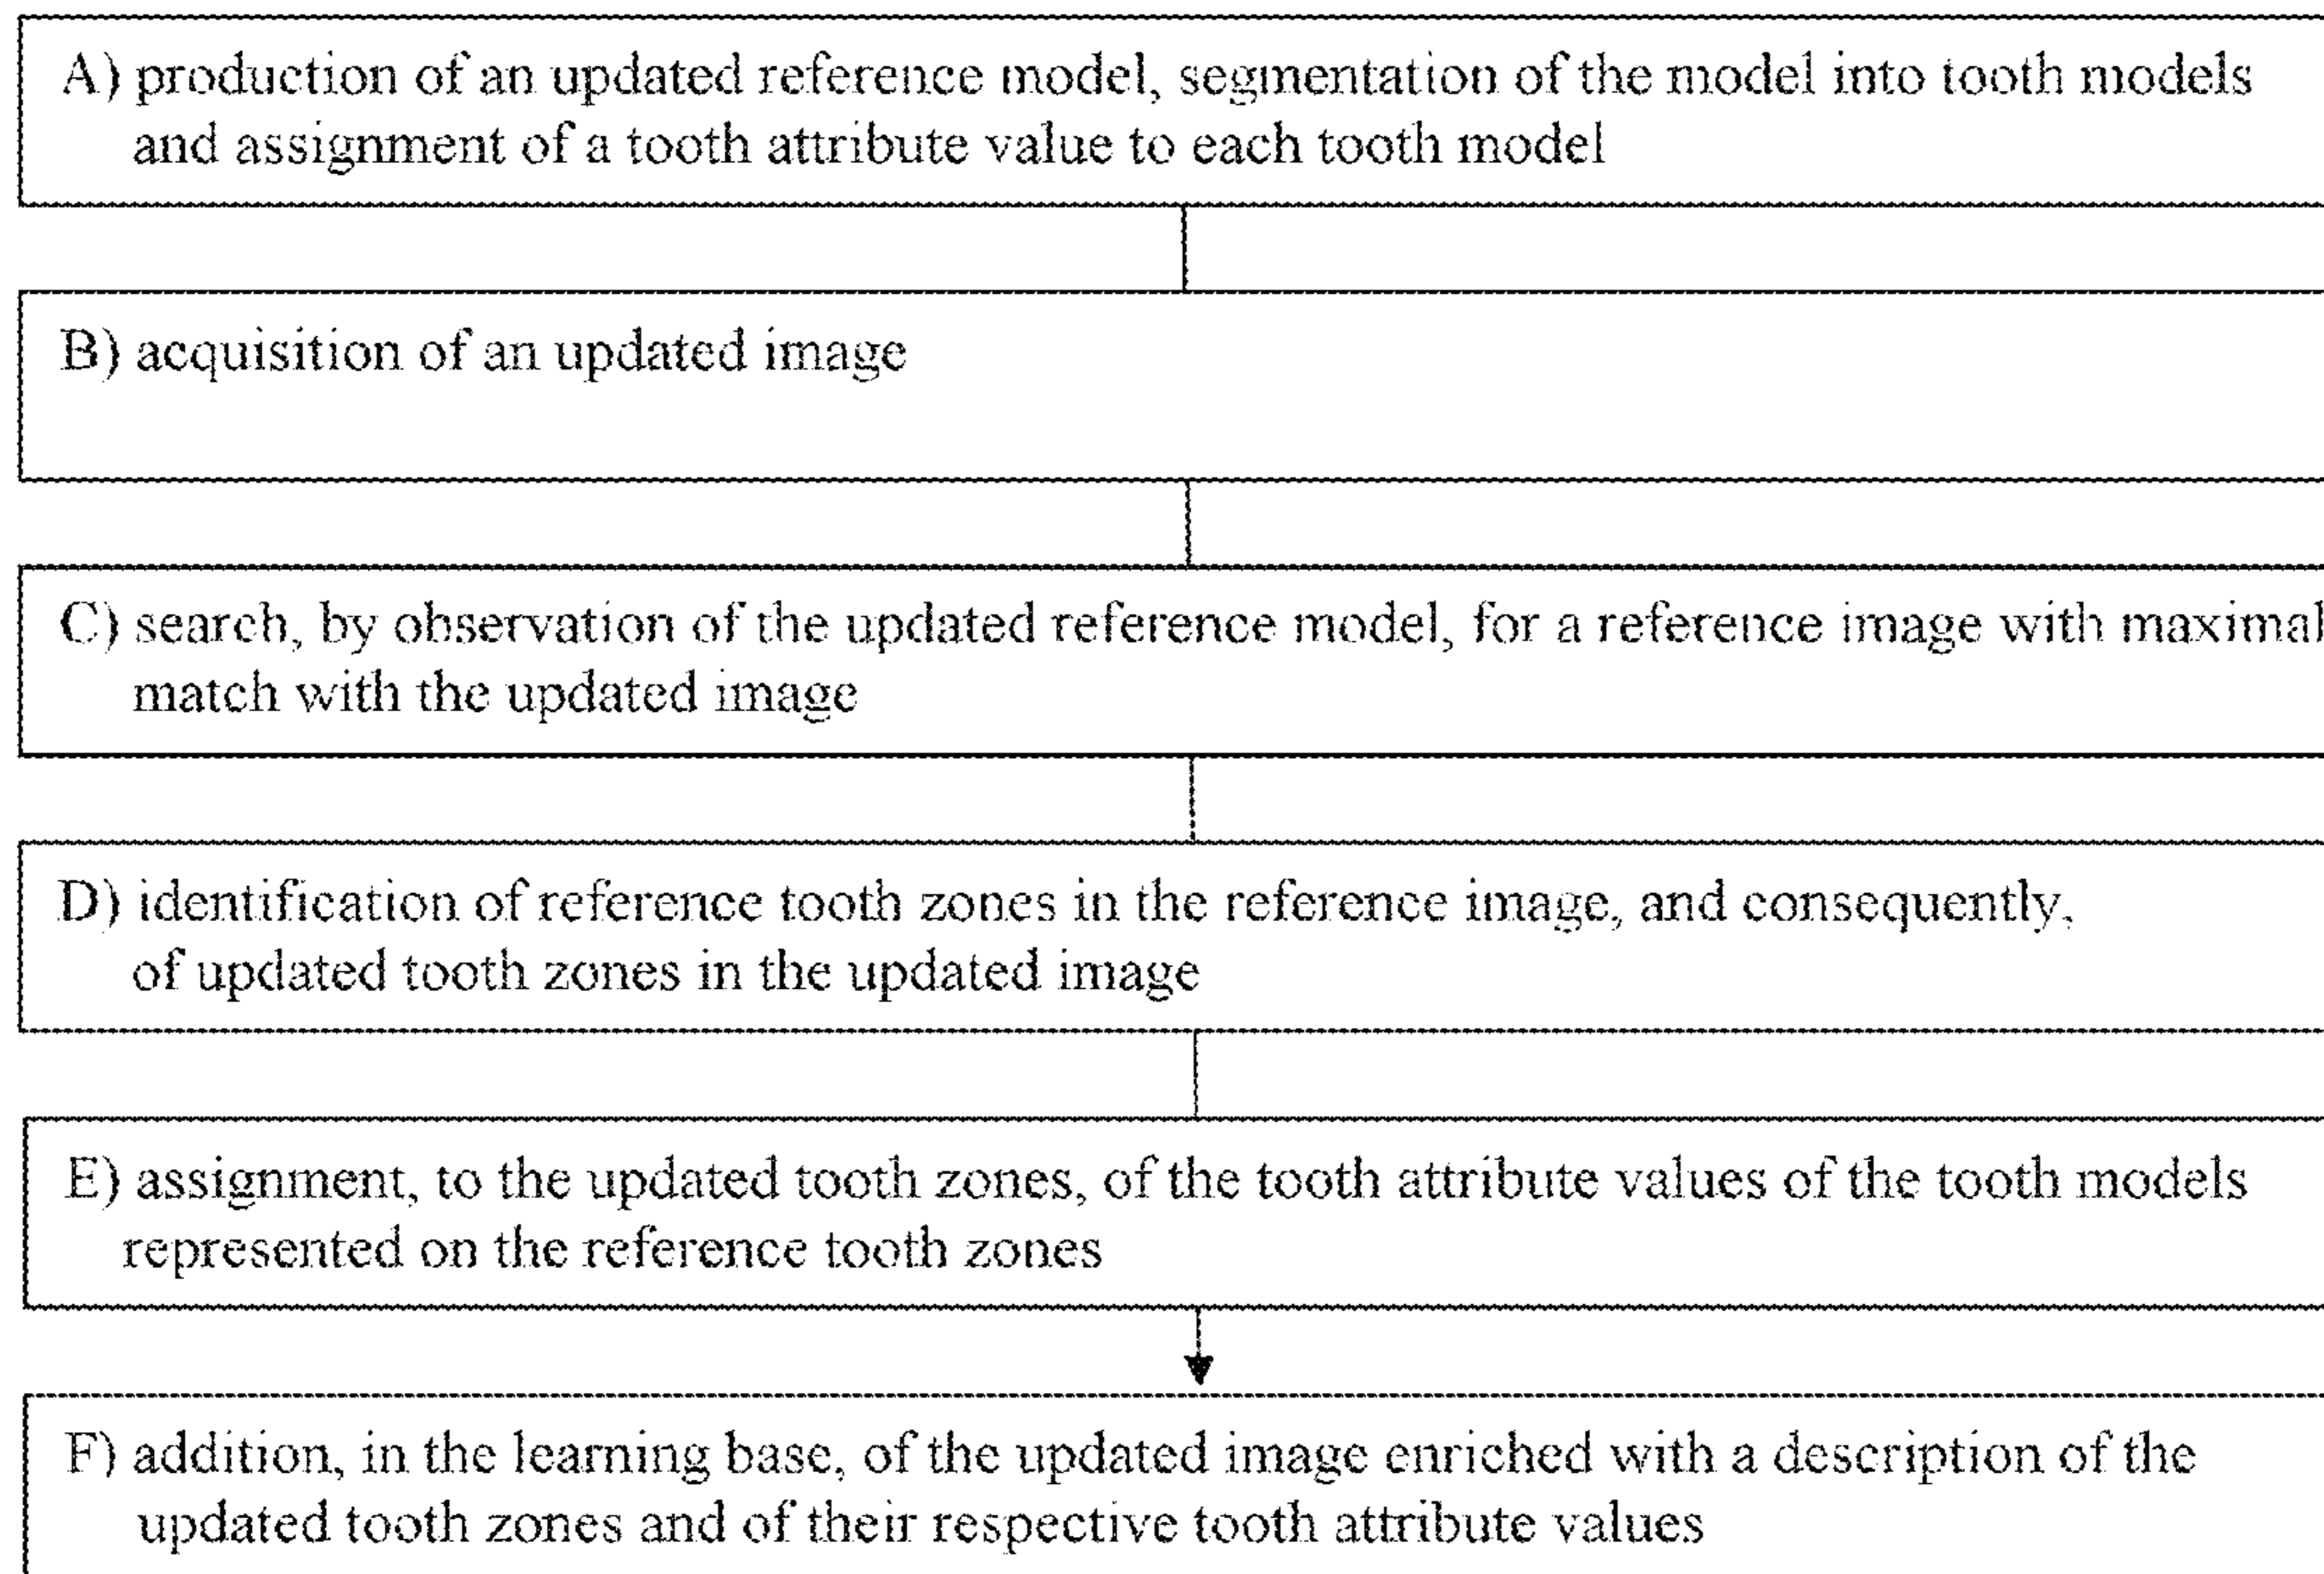 A) production of an updated reference model, segmentation of the model into tooth models
and assignment of a tooth attribute value to each tooth model
B) acquisition of an updated image
C) search, by observation of the updated reference model, for a reference image with maximal
match with the updated image
D) identification of reference tooth zones in the reference image, and consequently,
of updated tooth zones in the updated image
E) assignment, to the updated tooth zones, of the tooth attribute values of the tooth models
represented on the reference tooth zones
F) addition, in the learning base, of the updated image enriched with a description of the
updated tooth zones and of their respective tooth attribute values